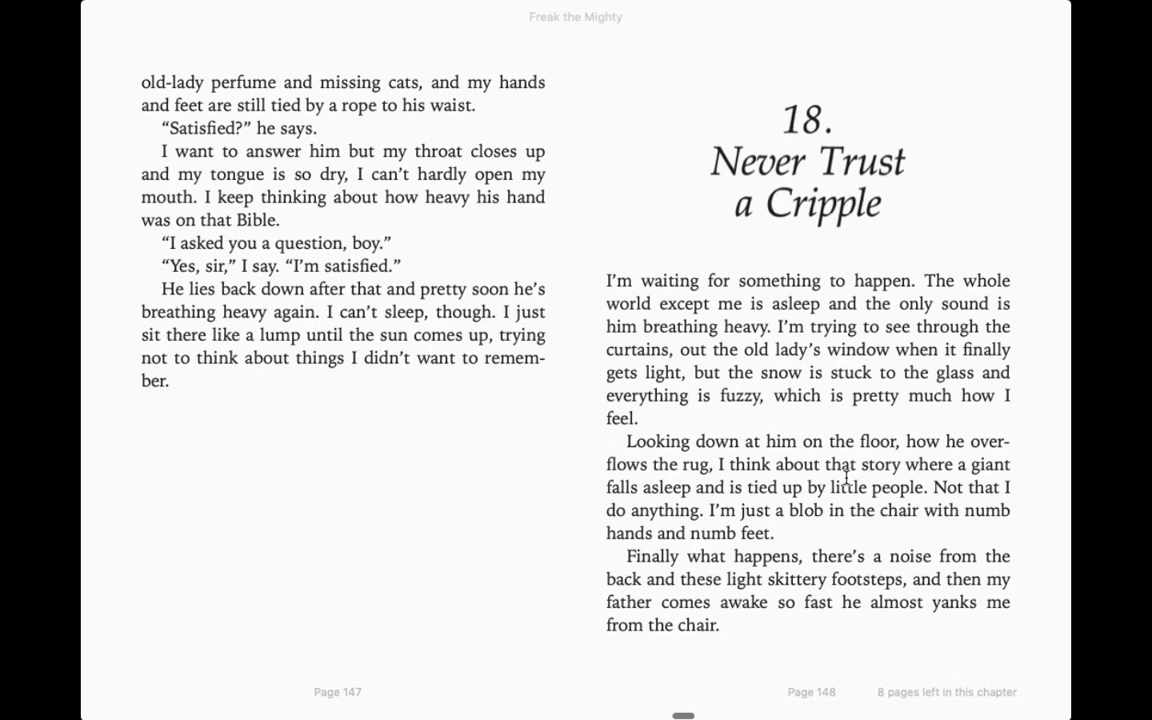 Freak the Mighty
old-lady perfume and missing cats, and my hands
and feet are still tied by a rope to his waist.
“Satisfied?” he says.
I want to answer him but my throat closes up
and my tongue is so dry, I can’t hardly open my
mouth. I keep thinking about how heavy his hand
was on that Bible.
“I asked you a question, boy.”
“Yes, sir,” I say. “I’m satisfied.”
He lies back down after that and pretty soon he’s
breathing heavy again. I can’t sleep, though. I just
sit there like a lump until the sun comes up, trying
not to think about things I didn’t want to remem-
ber.
Page 147
18.
Never Trust
a Cripple
I’m waiting for something to happen. The whole
world except me is asleep and the only sound is
him breathing heavy. I’m trying to see through the
curtains, out the old lady’s window when it finally
gets light, but the snow is stuck to the glass and
everything is fuzzy, which is pretty much how I
feel.
Looking down at him on the floor, how he over-
flows the rug, I think about that story where a giant
falls asleep and is tied up by little people. Not that I
do anything. I’m just a blob in the chair with numb
hands and numb feet.
Finally what happens, there’s a noise from the
back and these light skittery footsteps, and then my
father comes awake so fast he almost yanks me
from the chair.
Page 148
8 pages left in this chapter